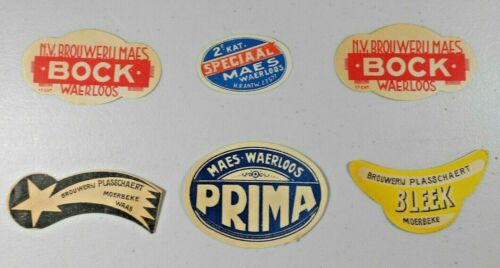 N.V. BROUWERIJ MAES
BOCK
WAERLOOS
2E KAT.
SPECIAAL
MAES
WAERLOOS
N.V. BROUWERIJ MAES
BOCK
WAERLOOS
BROUWERIJ PLASSCHAERT
MOERBEKE
WAAS
MAES-WAERLOOS
PRIMA
BROUWERIJ PLASSCHAERT
BLEEK
MOERBEKE